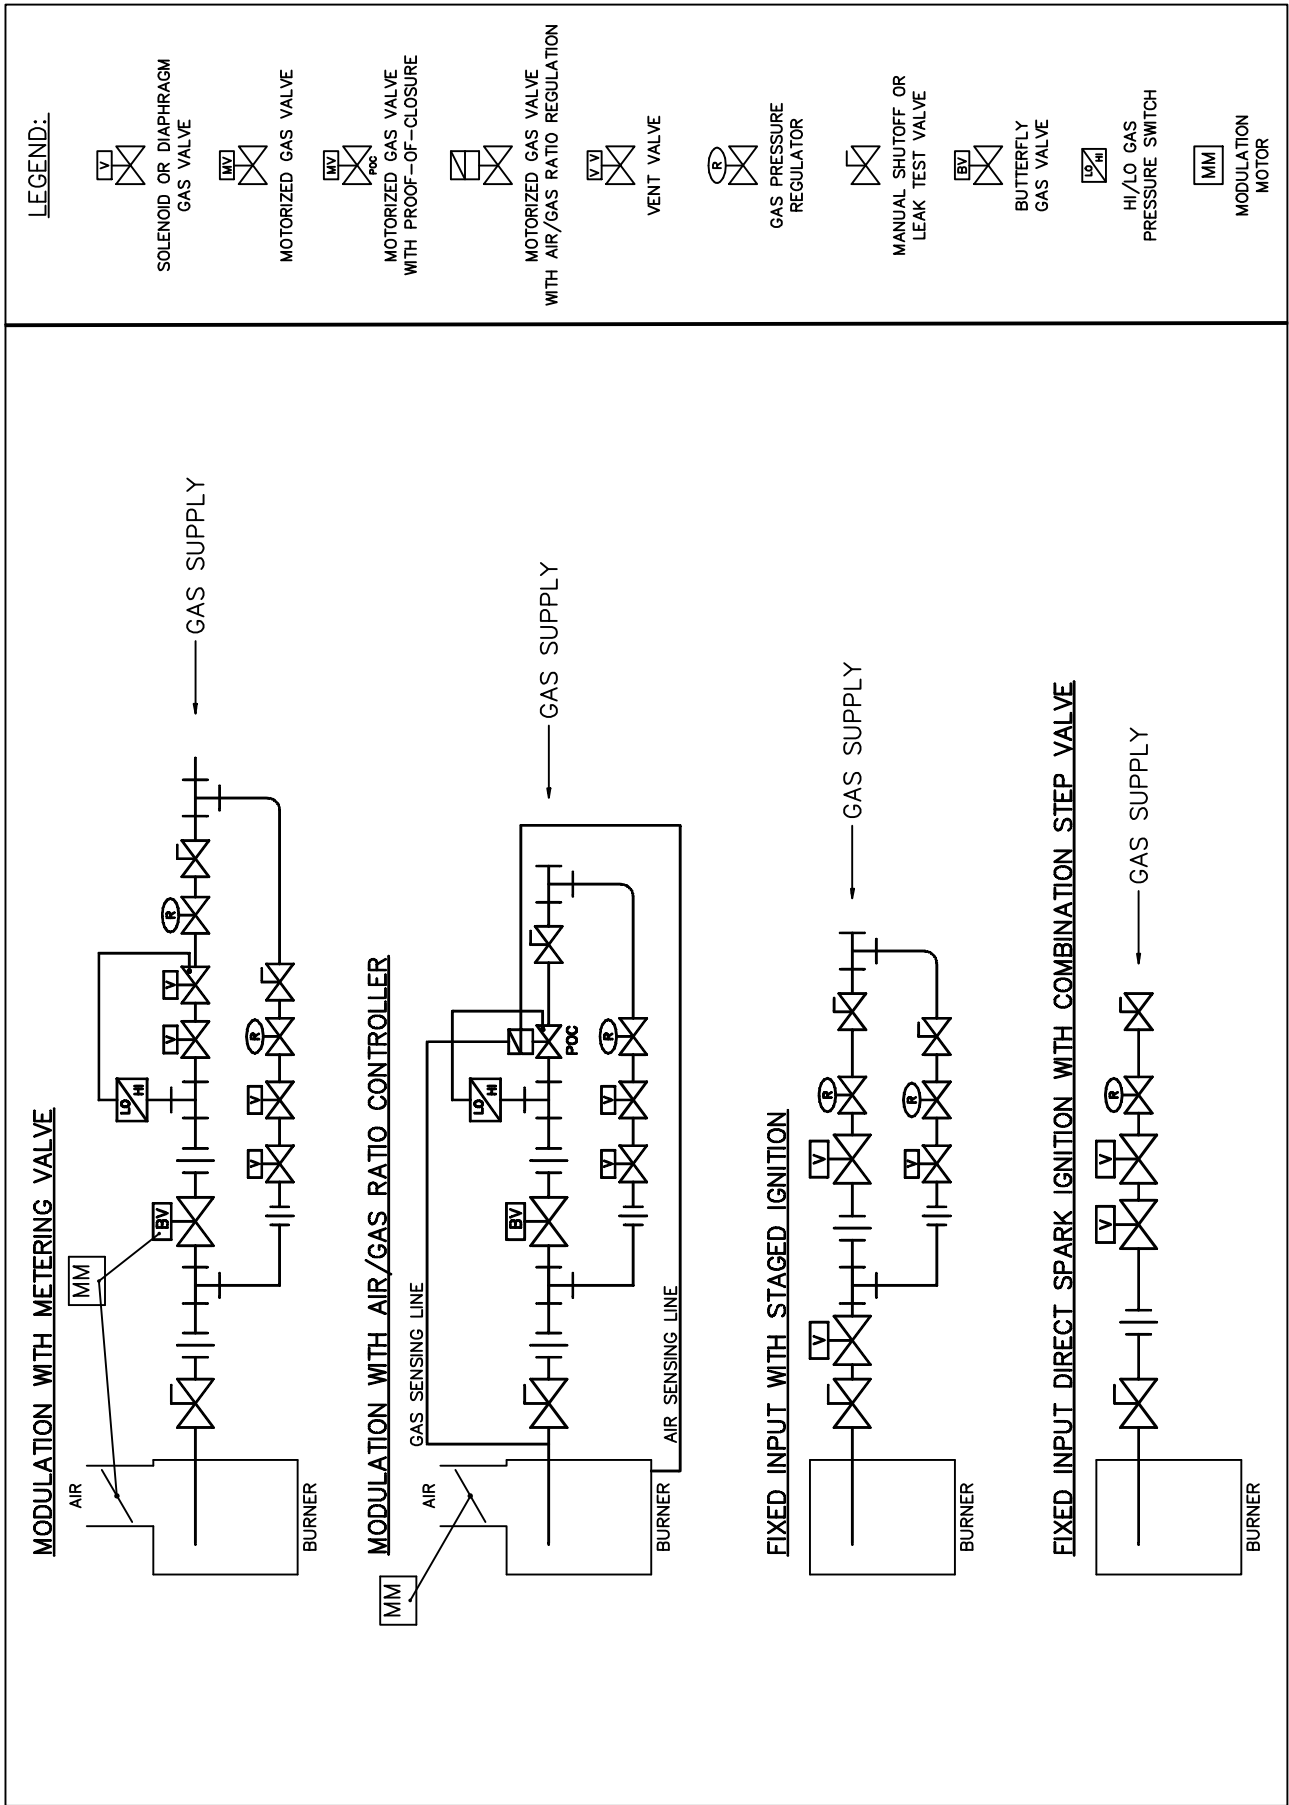 LEGEND:
V
SOLENOID OR DIAPHRAGM
GAS VALVE
MV
MOTORIZED GAS VALVE
MV
POC
MOTORIZED GAS VALVE
WITH PROOF-OF-CLOSURE
MOTORIZED GAS VALVE
WITH AIR/GAS RATIO REGULATION
V V
VENT VALVE
R
GAS PRESSURE
REGULATOR
MANUAL SHUTOFF OR
LEAK TEST VALVE
BV
BUTTERFLY
GAS VALVE
LO
HI
HI/LO GAS
PRESSURE SWITCH
MM
MODULATION
MOTOR
MODULATION WITH METERING VALVE
AIR
MM
BV
LO
HI
V
V
R
GAS SUPPLY
V
V
R
BURNER
MODULATION WITH AIR/GAS RATIO CONTROLLER
MM
AIR
GAS SENSING LINE
BV
LO
HI
POC
GAS SUPPLY
V
V
R
AIR SENSING LINE
BURNER
FIXED INPUT WITH STAGED IGNITION
V
V
R
GAS SUPPLY
V
R
BURNER
FIXED INPUT DIRECT SPARK IGNITION WITH COMBINATION STEP VALVE
V
V
R
GAS SUPPLY
BURNER